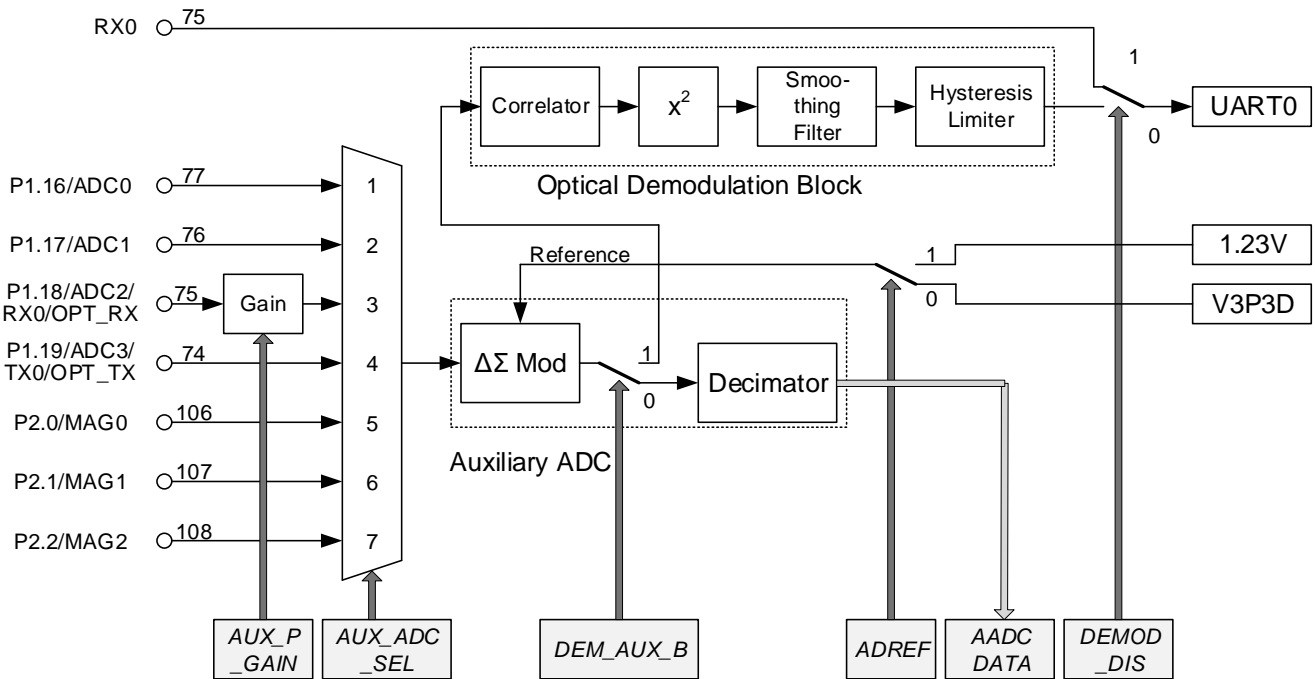 RX0
75
1
0
UART0
Correlator
x²
Smoo-
thing
Filter
Hysteresis
Limiter
Optical Demodulation Block
P1.16/ADC0
77
1
P1.17/ADC1
76
2
P1.18/ADC2/
RX0/OPT_RX
75
Gain
3
P1.19/ADC3/
TX0/OPT_TX
74
4
P2.0/MAG0
106
5
P2.1/MAG1
107
6
P2.2/MAG2
108
7
Reference
1
0
1.23V
V3P3D
ΔΣ Mod
1
0
Decimator
Auxiliary ADC
AUX_P
_GAIN
AUX_ADC
_SEL
DEM_AUX_B
ADREF
AADC
DATA
DEMOD
_DIS